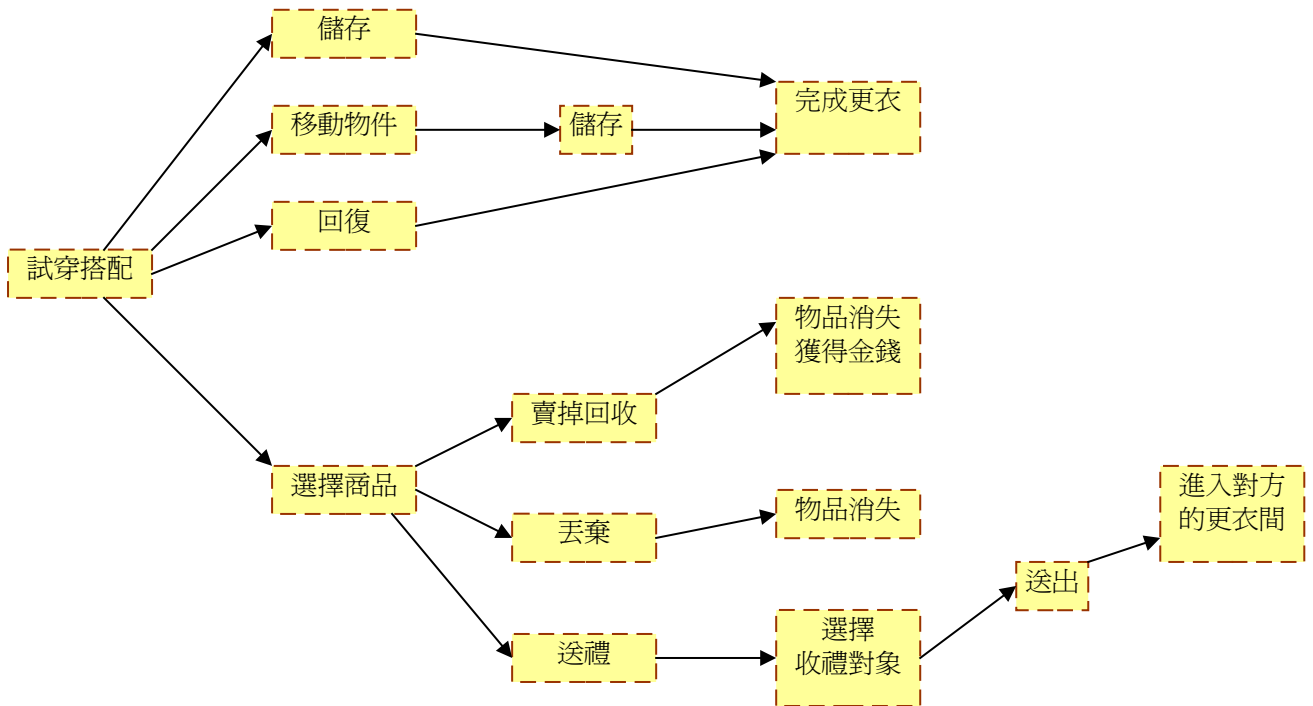 儲存
完成更衣
移動物件
儲存
回復
試穿搭配
物品消失
獲得金錢
賣掉回收
選擇商品
物品消失
丟棄
進入對方
的更衣間
送出
選擇
收禮對象
送禮